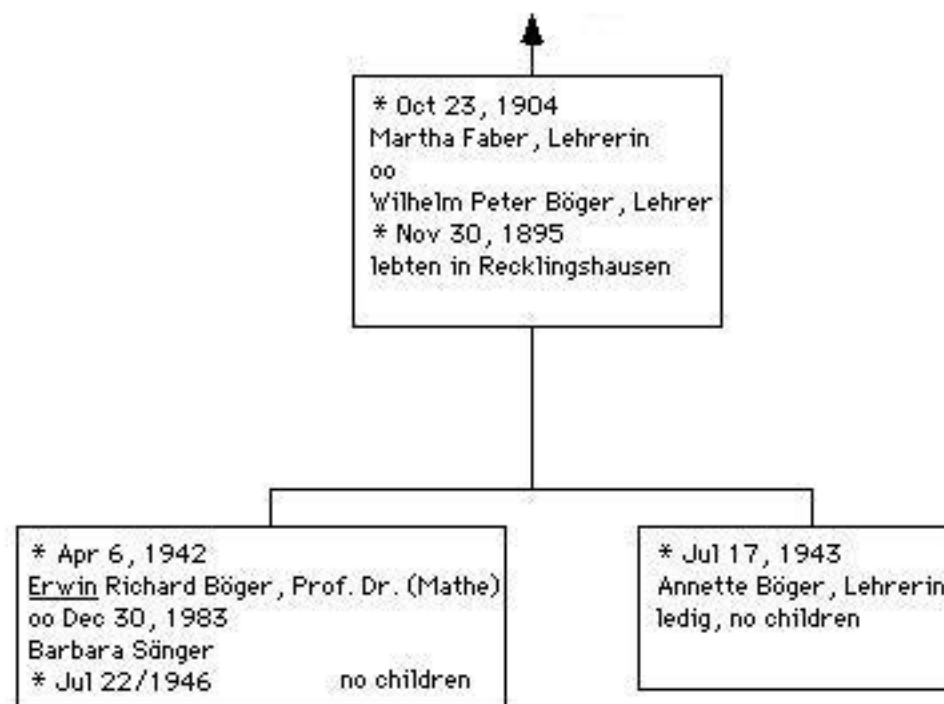 * Oct 23, 1904
Martha Faber, Lehrerin
oo
Wilhelm Peter Böger, Lehrer
* Nov 30, 1895
lebten in Recklingshausen
* Apr 6, 1942
Erwin Richard Böger, Prof. Dr. (Mathe)
oo Dec 30, 1983
Barbara Sänger
* Jul 22/1946 no children
* Jul 17, 1943
Annette Böger, Lehrerin
ledig, no children